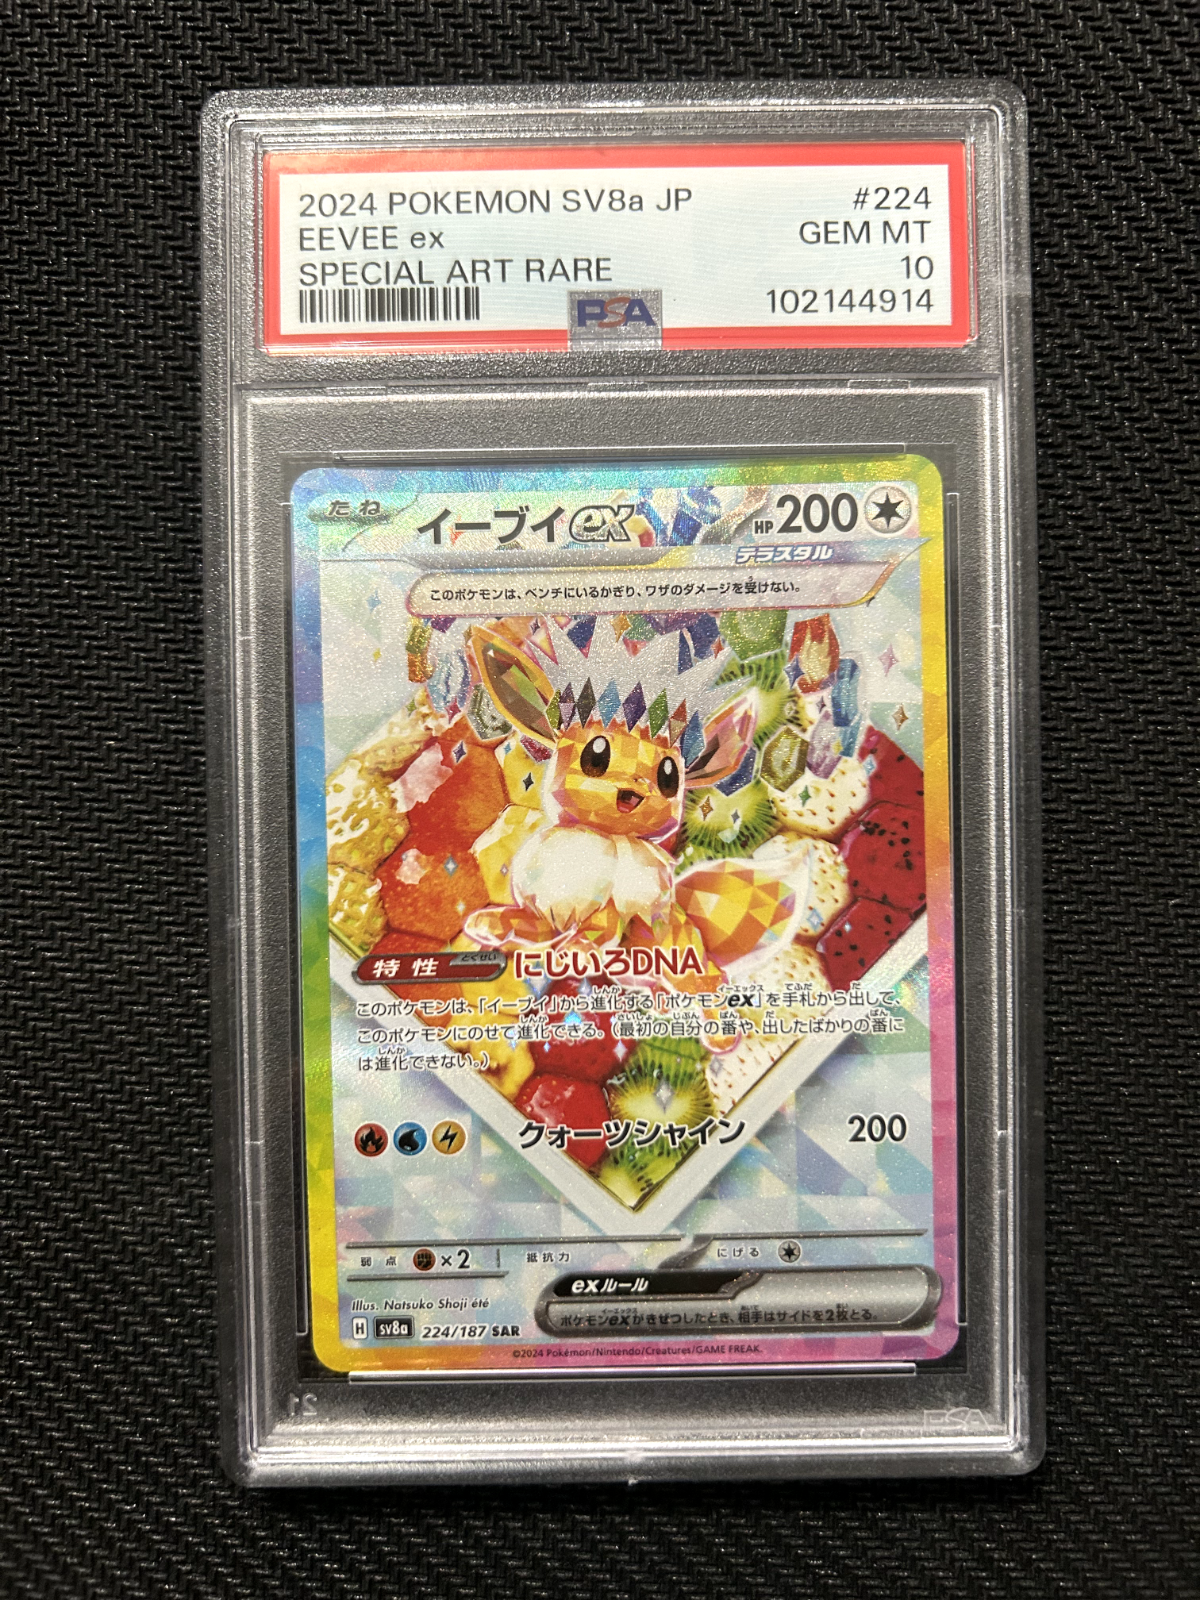 2024 POKEMON SV8a JP #224
EEVEE ex GEM MT
SPECIAL ART RARE 10
PSA 102144914
たね イーブイex HP200
テラスタル
このポケモンは、ベンチにいるかぎり、ワザのダメージを受けない。
特性 とくせい にじいろDNA
このポケモンは、「イーブイ」から進化する「ポケモンex」を手札から出して、
このポケモンにのせて進化できる。（最初の自分の番や、出したばかりの番に
は進化できない。）
クォーツシャイン 200
弱点 ×2 抵抗力 にげる
exルール
ポケモンexがきぜつしたとき、相手はサイドを2枚とる。
Illus. Natsuko Shoji été
H sv8a 224/187 SAR
©2024 Pokémon/Nintendo/Creatures/GAME FREAK.
21 PSA